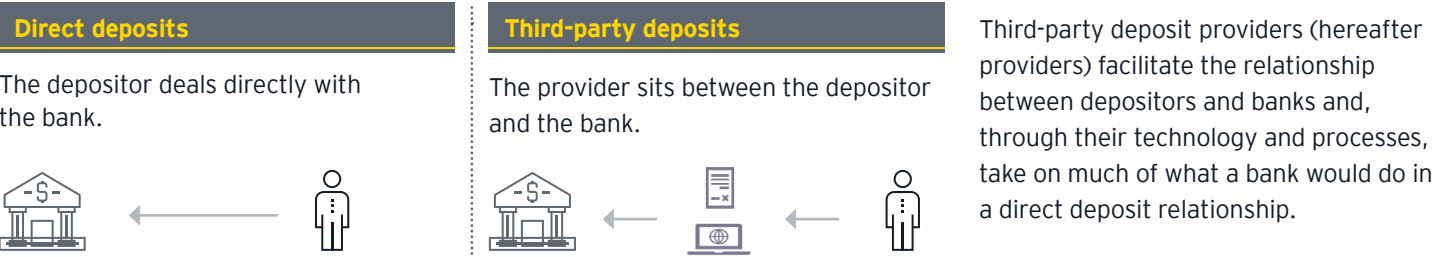 Direct deposits
The depositor deals directly with
the bank.
-$-
Third-party deposits
The provider sits between the depositor
and the bank.
-$-
Third-party deposit providers (hereafter
providers) facilitate the relationship
between depositors and banks and,
through their technology and processes,
take on much of what a bank would do in
a direct deposit relationship.